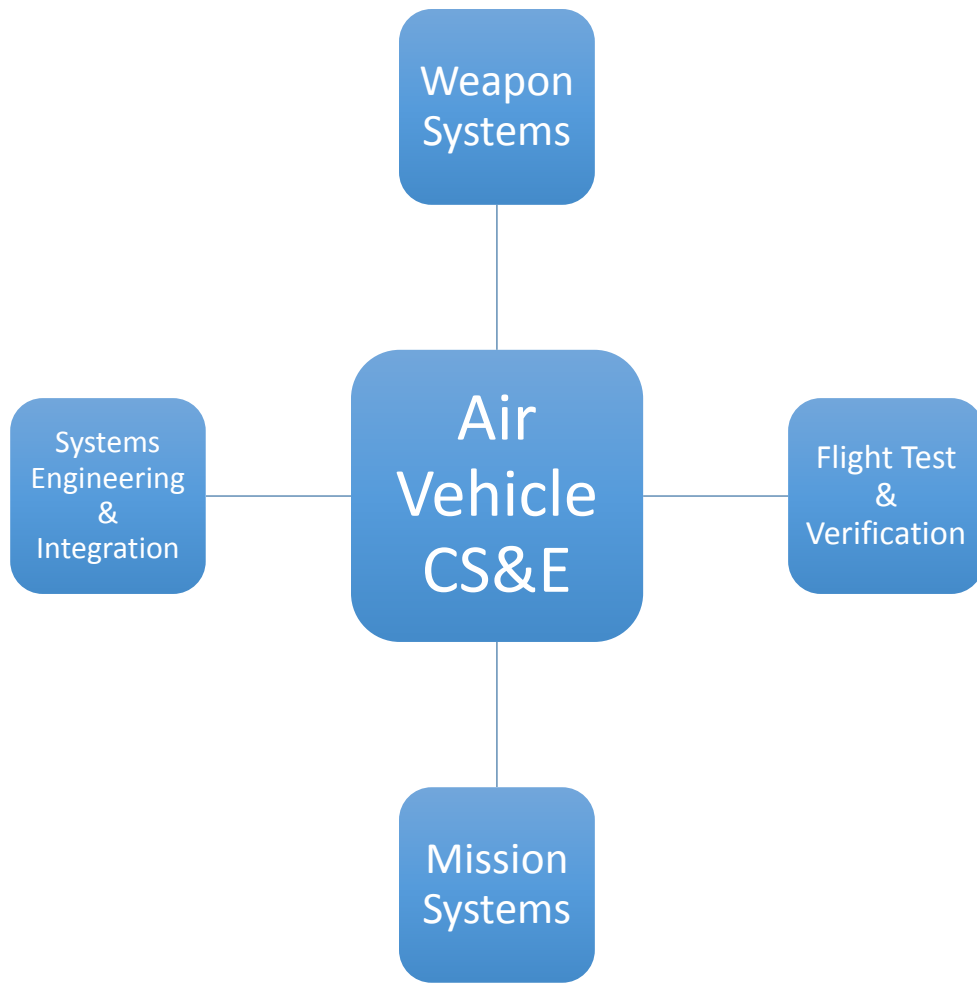 Weapon
Systems
Systems
Engineering
&
Integration
Air
Vehicle
CS&E
Flight Test
&
Verification
Mission
Systems